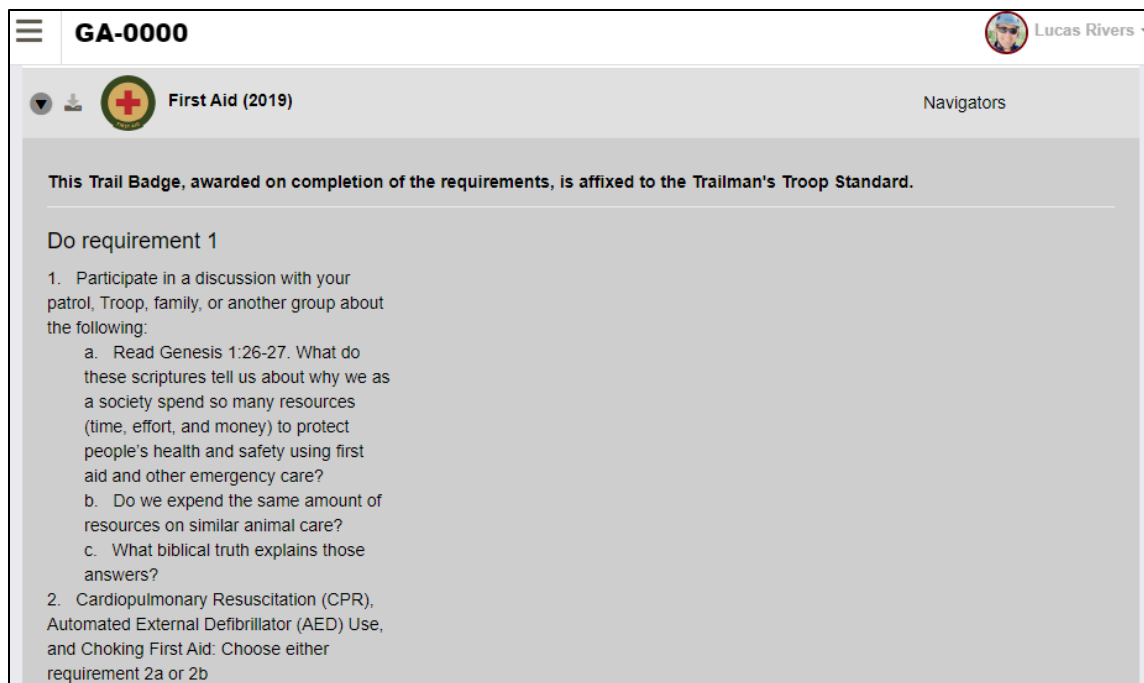 GA-0000
Lucas Rivers
First Aid (2019)
Navigators
FIRST AID
This Trail Badge, awarded on completion of the requirements, is affixed to the Trailman's Troop Standard.
Do requirement 1
1. Participate in a discussion with your
patrol, Troop, family, or another group about
the following:
a. Read Genesis 1:26-27. What do
these scriptures tell us about why we as
a society spend so many resources
(time, effort, and money) to protect
people's health and safety using first
aid and other emergency care?
b. Do we expend the same amount of
resources on similar animal care?
c. What biblical truth explains those
answers?
2. Cardiopulmonary Resuscitation (CPR),
Automated External Defibrillator (AED) Use,
and Choking First Aid: Choose either
requirement 2a or 2b